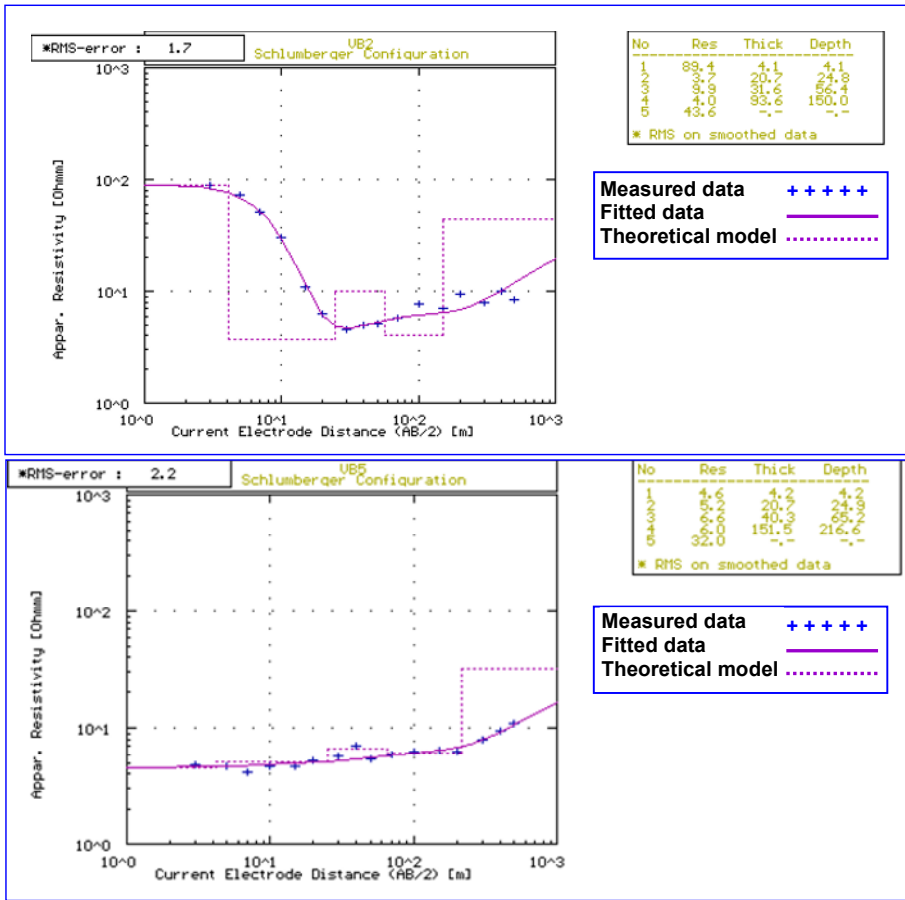 *RMS-error : 1.7
VB2
Schlumberger Configuration
10^3
10^2
10^1
10^0
Appar. Resistivity [Ohmm]
10^0 10^1 10^2 10^3
Current Electrode Distance (AB/2) [m]
No Res Thick Depth
1 89.4 4.1 4.1
2 3.7 20.7 24.8
3 9.9 31.6 56.4
4 4.0 93.6 150.0
5 43.6 -.- -.-
* RMS on smoothed data
Measured data + + + + +
Fitted data
Theoretical model
*RMS-error : 2.2
VB5
Schlumberger Configuration
10^3
10^2
10^1
10^0
Appar. Resistivity [Ohmm]
10^0 10^1 10^2 10^3
Current Electrode Distance (AB/2) [m]
No Res Thick Depth
1 4.6 4.2 4.2
2 5.2 20.7 24.9
3 6.6 40.3 65.2
4 6.0 151.5 216.6
5 32.0 -.- -.-
* RMS on smoothed data
Measured data + + + + +
Fitted data
Theoretical model